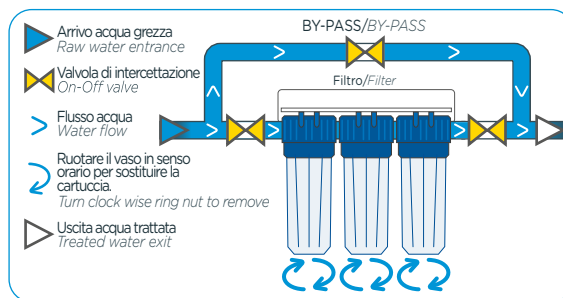 Arrivo acqua grezza
Raw water entrance
Valvola di intercettazione
On-Off valve
Flusso acqua
Water flow
Ruotare il vaso in senso
orario per sostituire la
cartuccia.
Turn clock wise ring nut to remove
Uscita acqua trattata
Treated water exit
BY-PASS/BY-PASS
Filtro/Filter